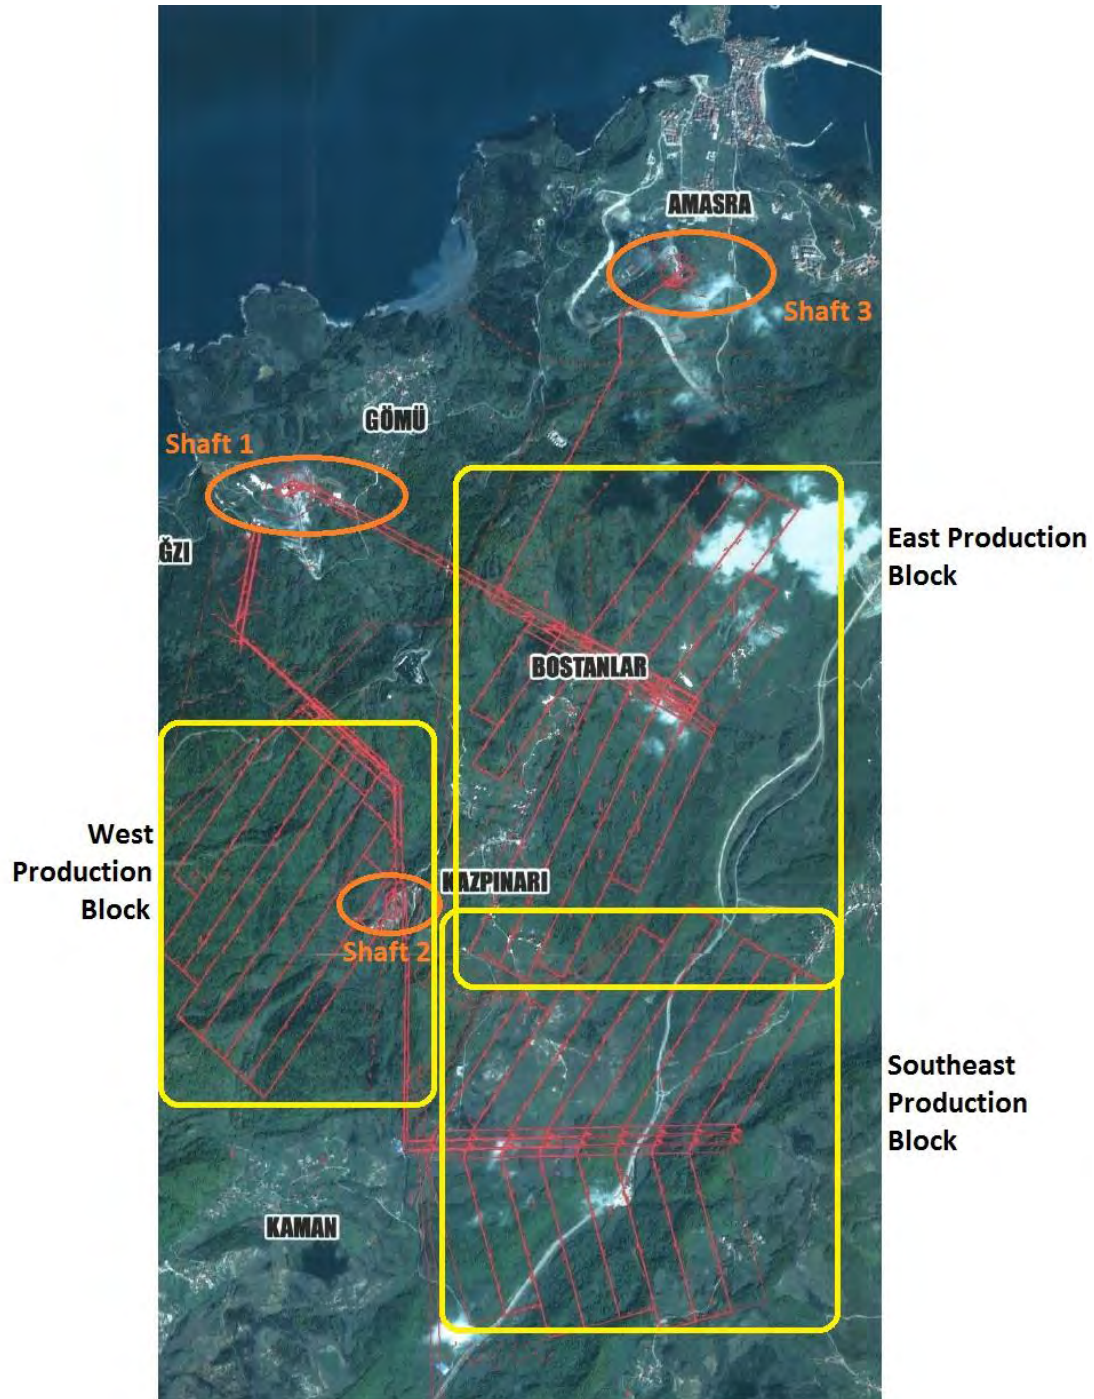 AMASRA
Shaft 3
GÖMÜ
Shaft 1
ĞZI
East Production
Block
BOSTANLAR
West
Production
Block
KAZPINARI
Shaft 2
Southeast
Production
Block
KAMAN